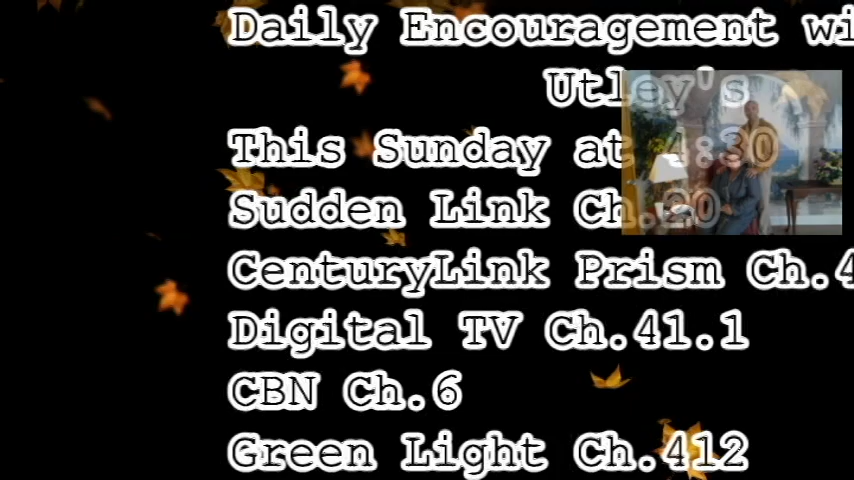 Daily Encouragement wi
Utley's
This Sunday at 4:30
Sudden Link Ch.20
CenturyLink Prism Ch.4
Digital TV Ch.41.1
CBN Ch.6
Green Light Ch.412